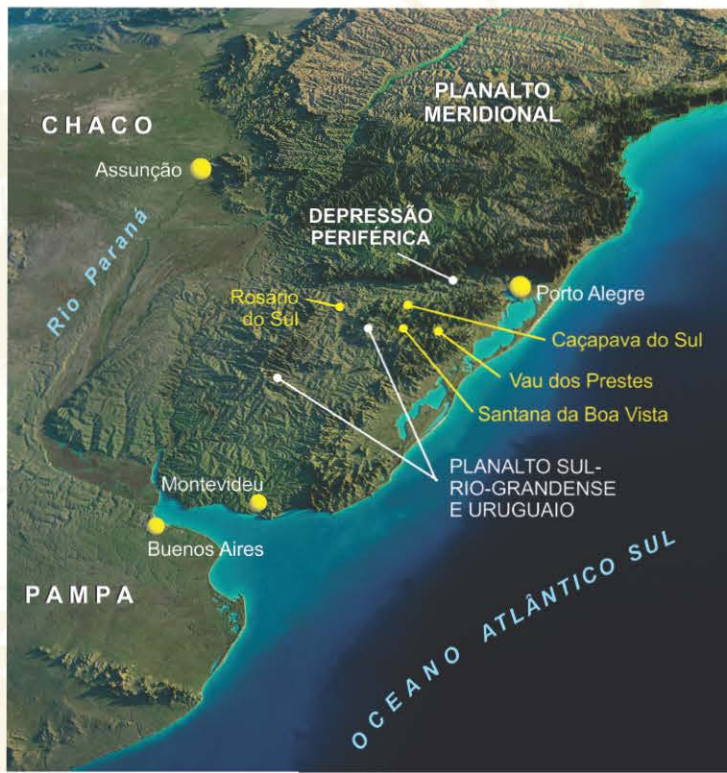 PLANALTO
MERIDIONAL
CHACO
Assunção
Rio Paraná
DEPRESSÃO
PERIFÉRICA
Rosário
do Sul
Porto Alegre
Caçapava do Sul
Vau dos Prestes
Santana da Boa Vista
Montevidéu
PLANALTO SUL-
RIO-GRANDENSE
E URUGUAIO
Buenos Aires
PAMPA
OCEANO ATLÂNTICO SUL